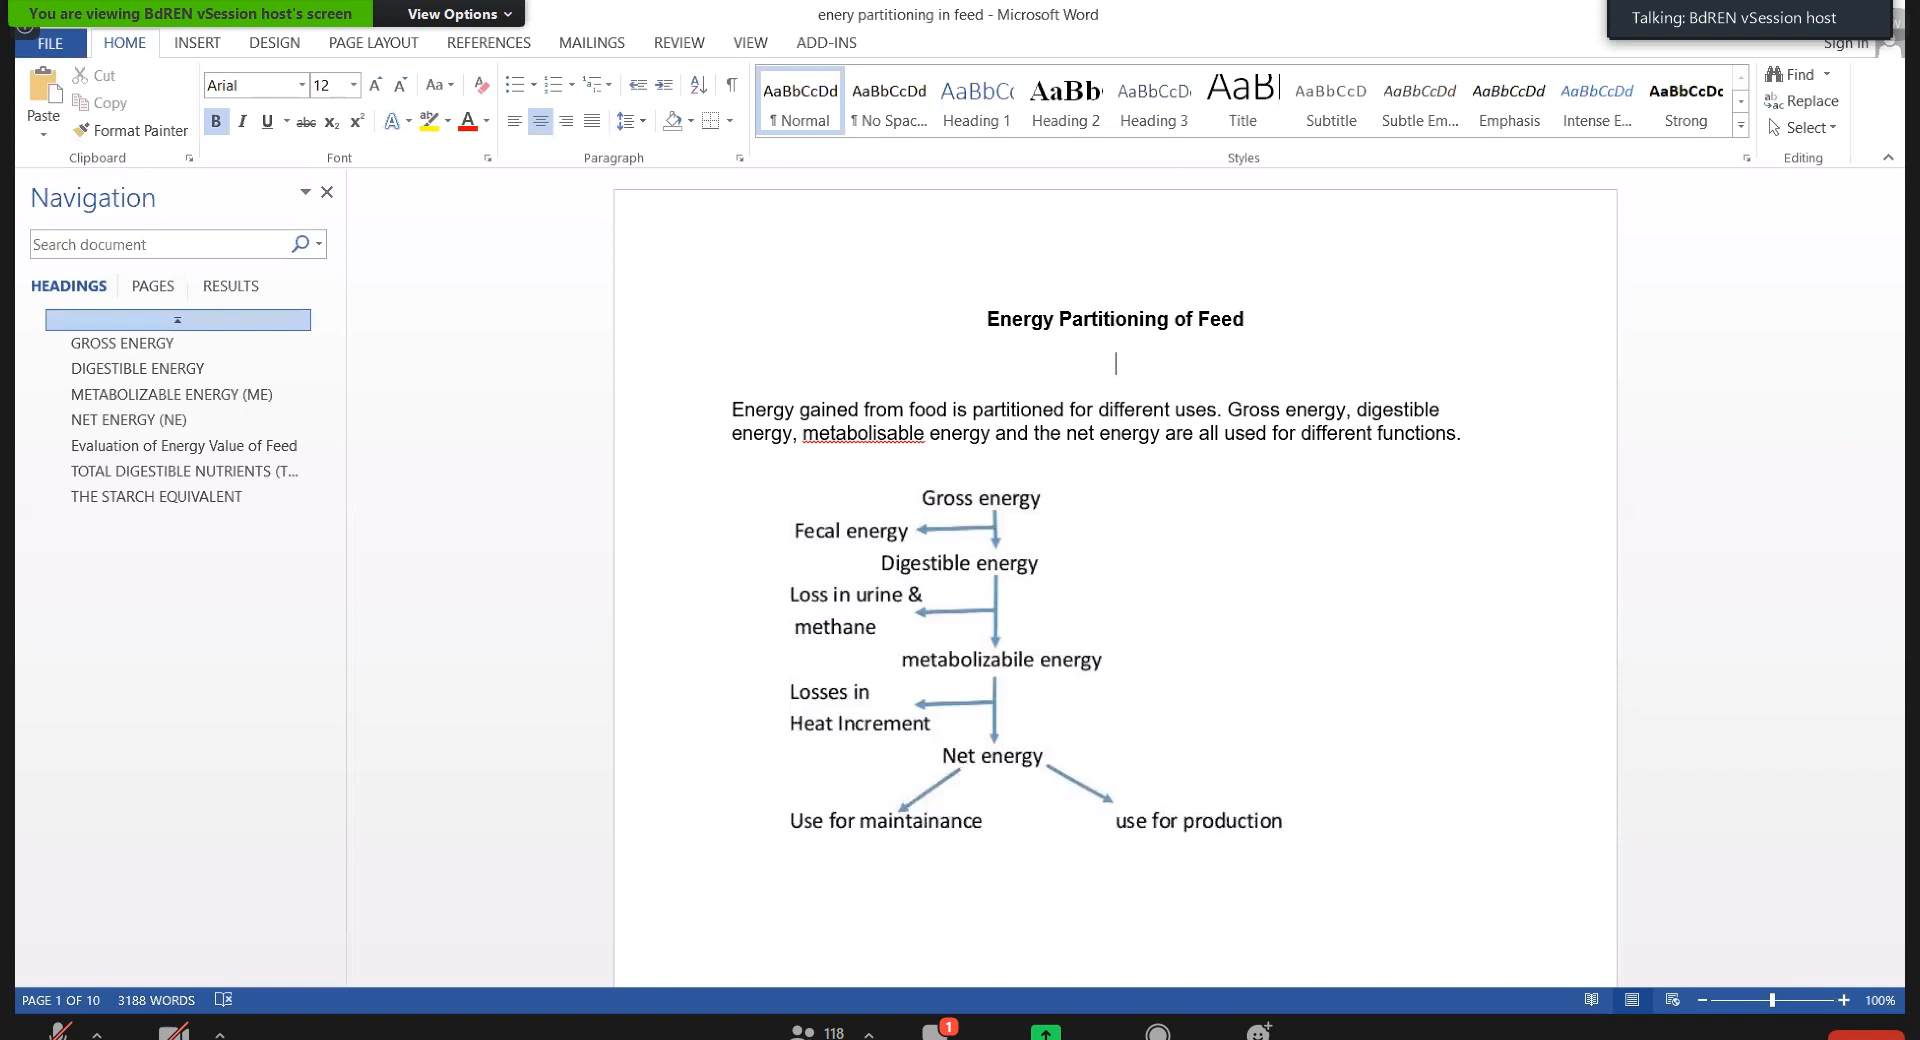 You are viewing BdREN vSession host's screen
View Options
enery partitioning in feed - Microsoft Word
Talking: BdREN vSession host
FILE
HOME
INSERT
DESIGN
PAGE LAYOUT
REFERENCES
MAILINGS
REVIEW
VIEW
ADD-INS
Sign in
Paste
Cut
Copy
Format Painter
Clipboard
Arial
12
Font
Paragraph
AaBbCcDd
¶ Normal
AaBbCcDd
¶ No Spac...
AaBbCc
Heading 1
AaBb
Heading 2
AaBbCcDd
Heading 3
AaB
Title
AaBbCcD
Subtitle
AaBbCcDd
Subtle Em...
AaBbCcDd
Emphasis
AaBbCcDd
Intense E...
AaBbCcDc
Strong
Styles
Find
Replace
Select
Editing
Navigation
Search document
HEADINGS
PAGES
RESULTS
GROSS ENERGY
DIGESTIBLE ENERGY
METABOLIZABLE ENERGY (ME)
NET ENERGY (NE)
Evaluation of Energy Value of Feed
TOTAL DIGESTIBLE NUTRIENTS (T...
THE STARCH EQUIVALENT
Energy Partitioning of Feed
Energy gained from food is partitioned for different uses. Gross energy, digestible
energy, metabolisable energy and the net energy are all used for different functions.
Gross energy
Fecal energy
Digestible energy
Loss in urine &
methane
metabolizabile energy
Losses in
Heat Increment
Net energy
Use for maintainance
use for production
PAGE 1 OF 10
3188 WORDS
100%
118
1